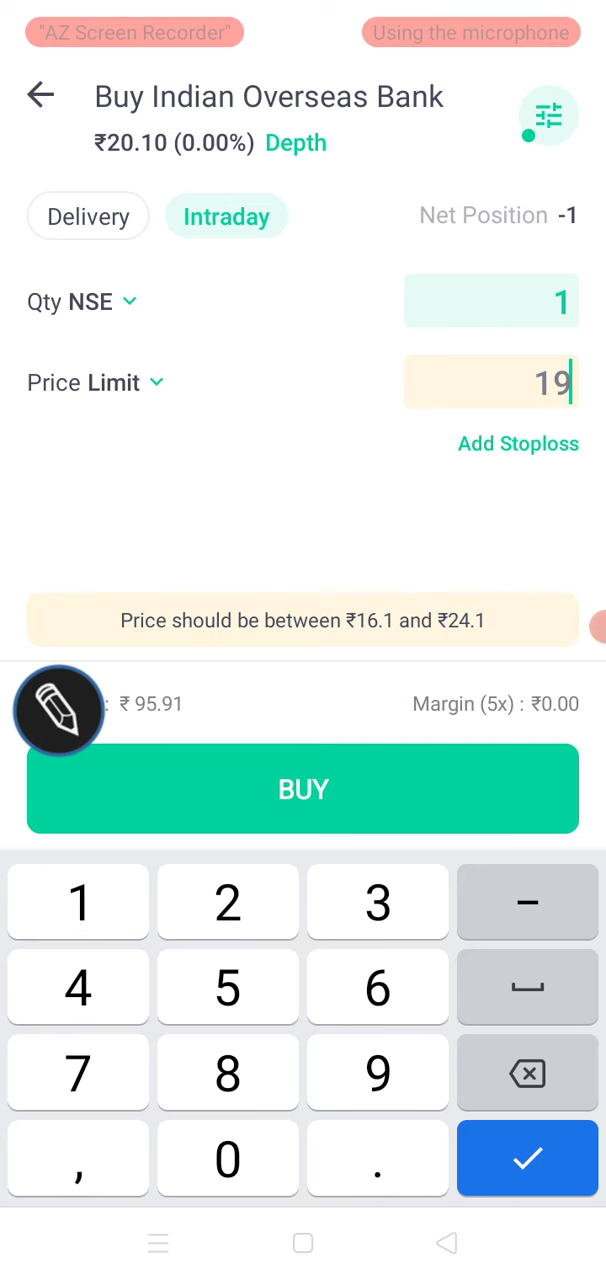 "AZ Screen Recorder" Using the microphone
Buy Indian Overseas Bank
₹20.10 (0.00%) Depth
Delivery Intraday Net Position -1
Qty NSE 1
Price Limit 19
Add Stoploss
Price should be between ₹16.1 and ₹24.1
: ₹ 95.91 Margin (5x) : ₹0.00
BUY
1 2 3 –
4 5 6
7 8 9
, 0 .